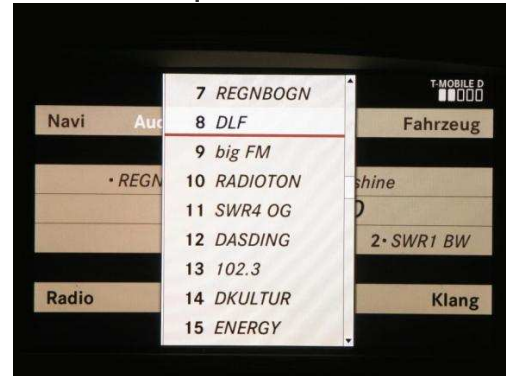 T-MOBILE D
Navi Aud Fahrzeug
7 REGNBOGN
8 DLF
9 big FM
10 RADIOTON
11 SWR4 OG
12 DASDING
13 102.3
14 DKULTUR
15 ENERGY
• REGN shine
2• SWR1 BW
Radio Klang